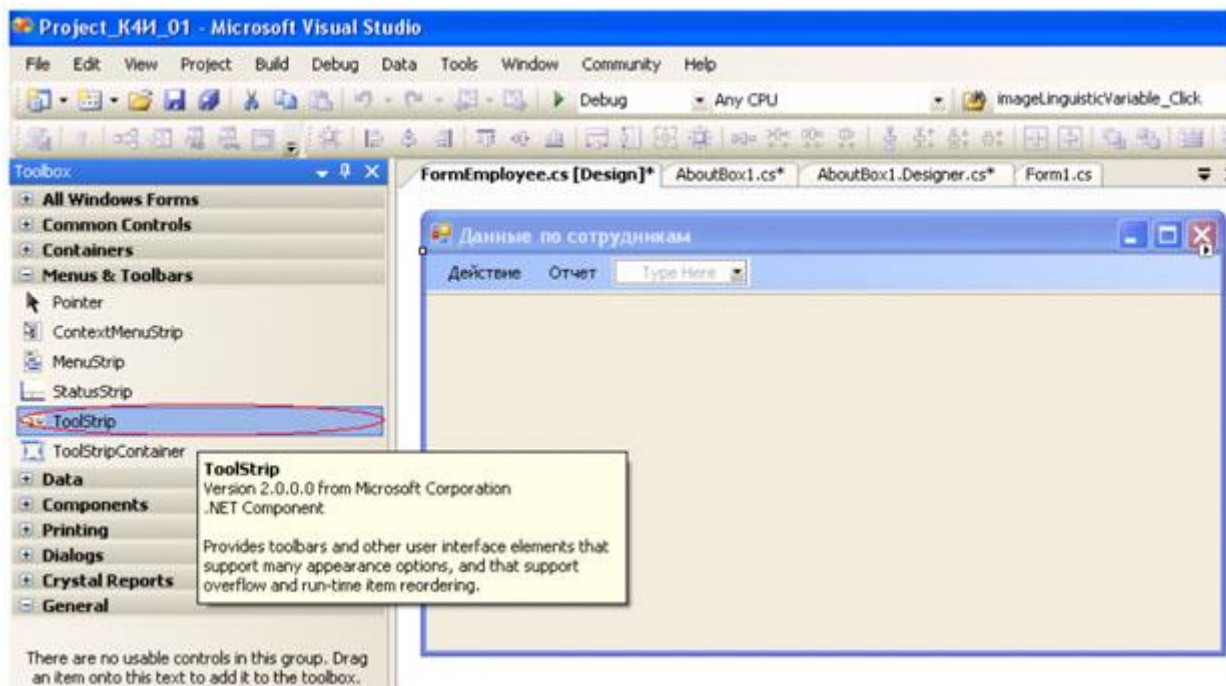 Project_К4И_01 - Microsoft Visual Studio
File Edit View Project Build Debug Data Tools Window Community Help
Debug Any CPU imageLinguisticVariable_Click
Toolbox
FormEmployee.cs [Design]* AboutBox1.cs* AboutBox1.Designer.cs* Form1.cs
All Windows Forms
Common Controls
Containers
Menus & Toolbars
Pointer
ContextMenuStrip
MenuStrip
StatusStrip
ToolStrip
ToolStripContainer
Data
Components
Printing
Dialogs
Crystal Reports
General
There are no usable controls in this group. Drag
an item onto this text to add it to the toolbox.
ToolStrip
Version 2.0.0.0 from Microsoft Corporation
.NET Component
Provides toolbars and other user interface elements that
support many appearance options, and that support
overflow and run-time item reordering.
Данные по сотрудникам
Действие Отчет Type Here